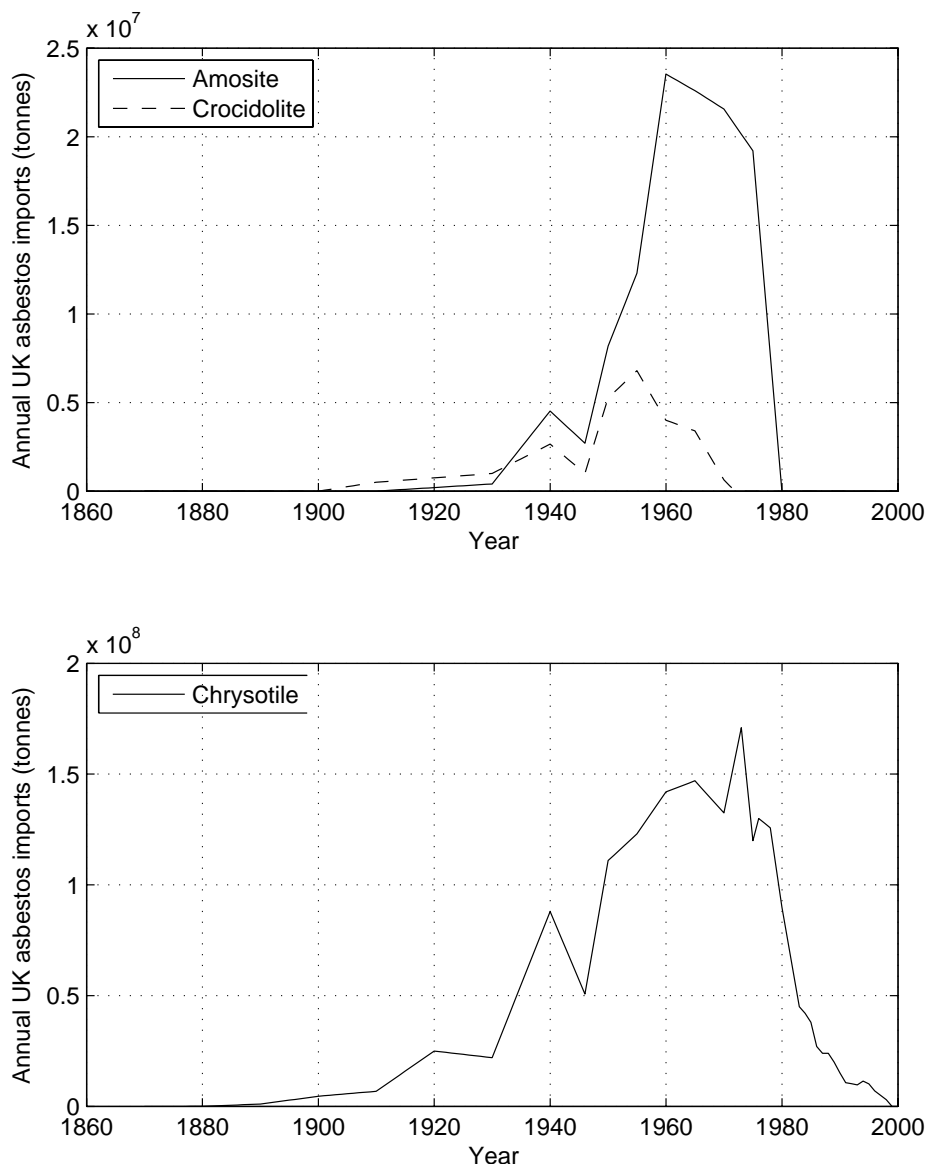 x 10^7
2.5
2
1.5
1
0.5
0
Annual UK asbestos imports (tonnes)
Amosite
Crocidolite
1860 1880 1900 1920 1940 1960 1980 2000
Year
x 10^8
2
1.5
1
0.5
0
Annual UK asbestos imports (tonnes)
Chrysotile
1860 1880 1900 1920 1940 1960 1980 2000
Year